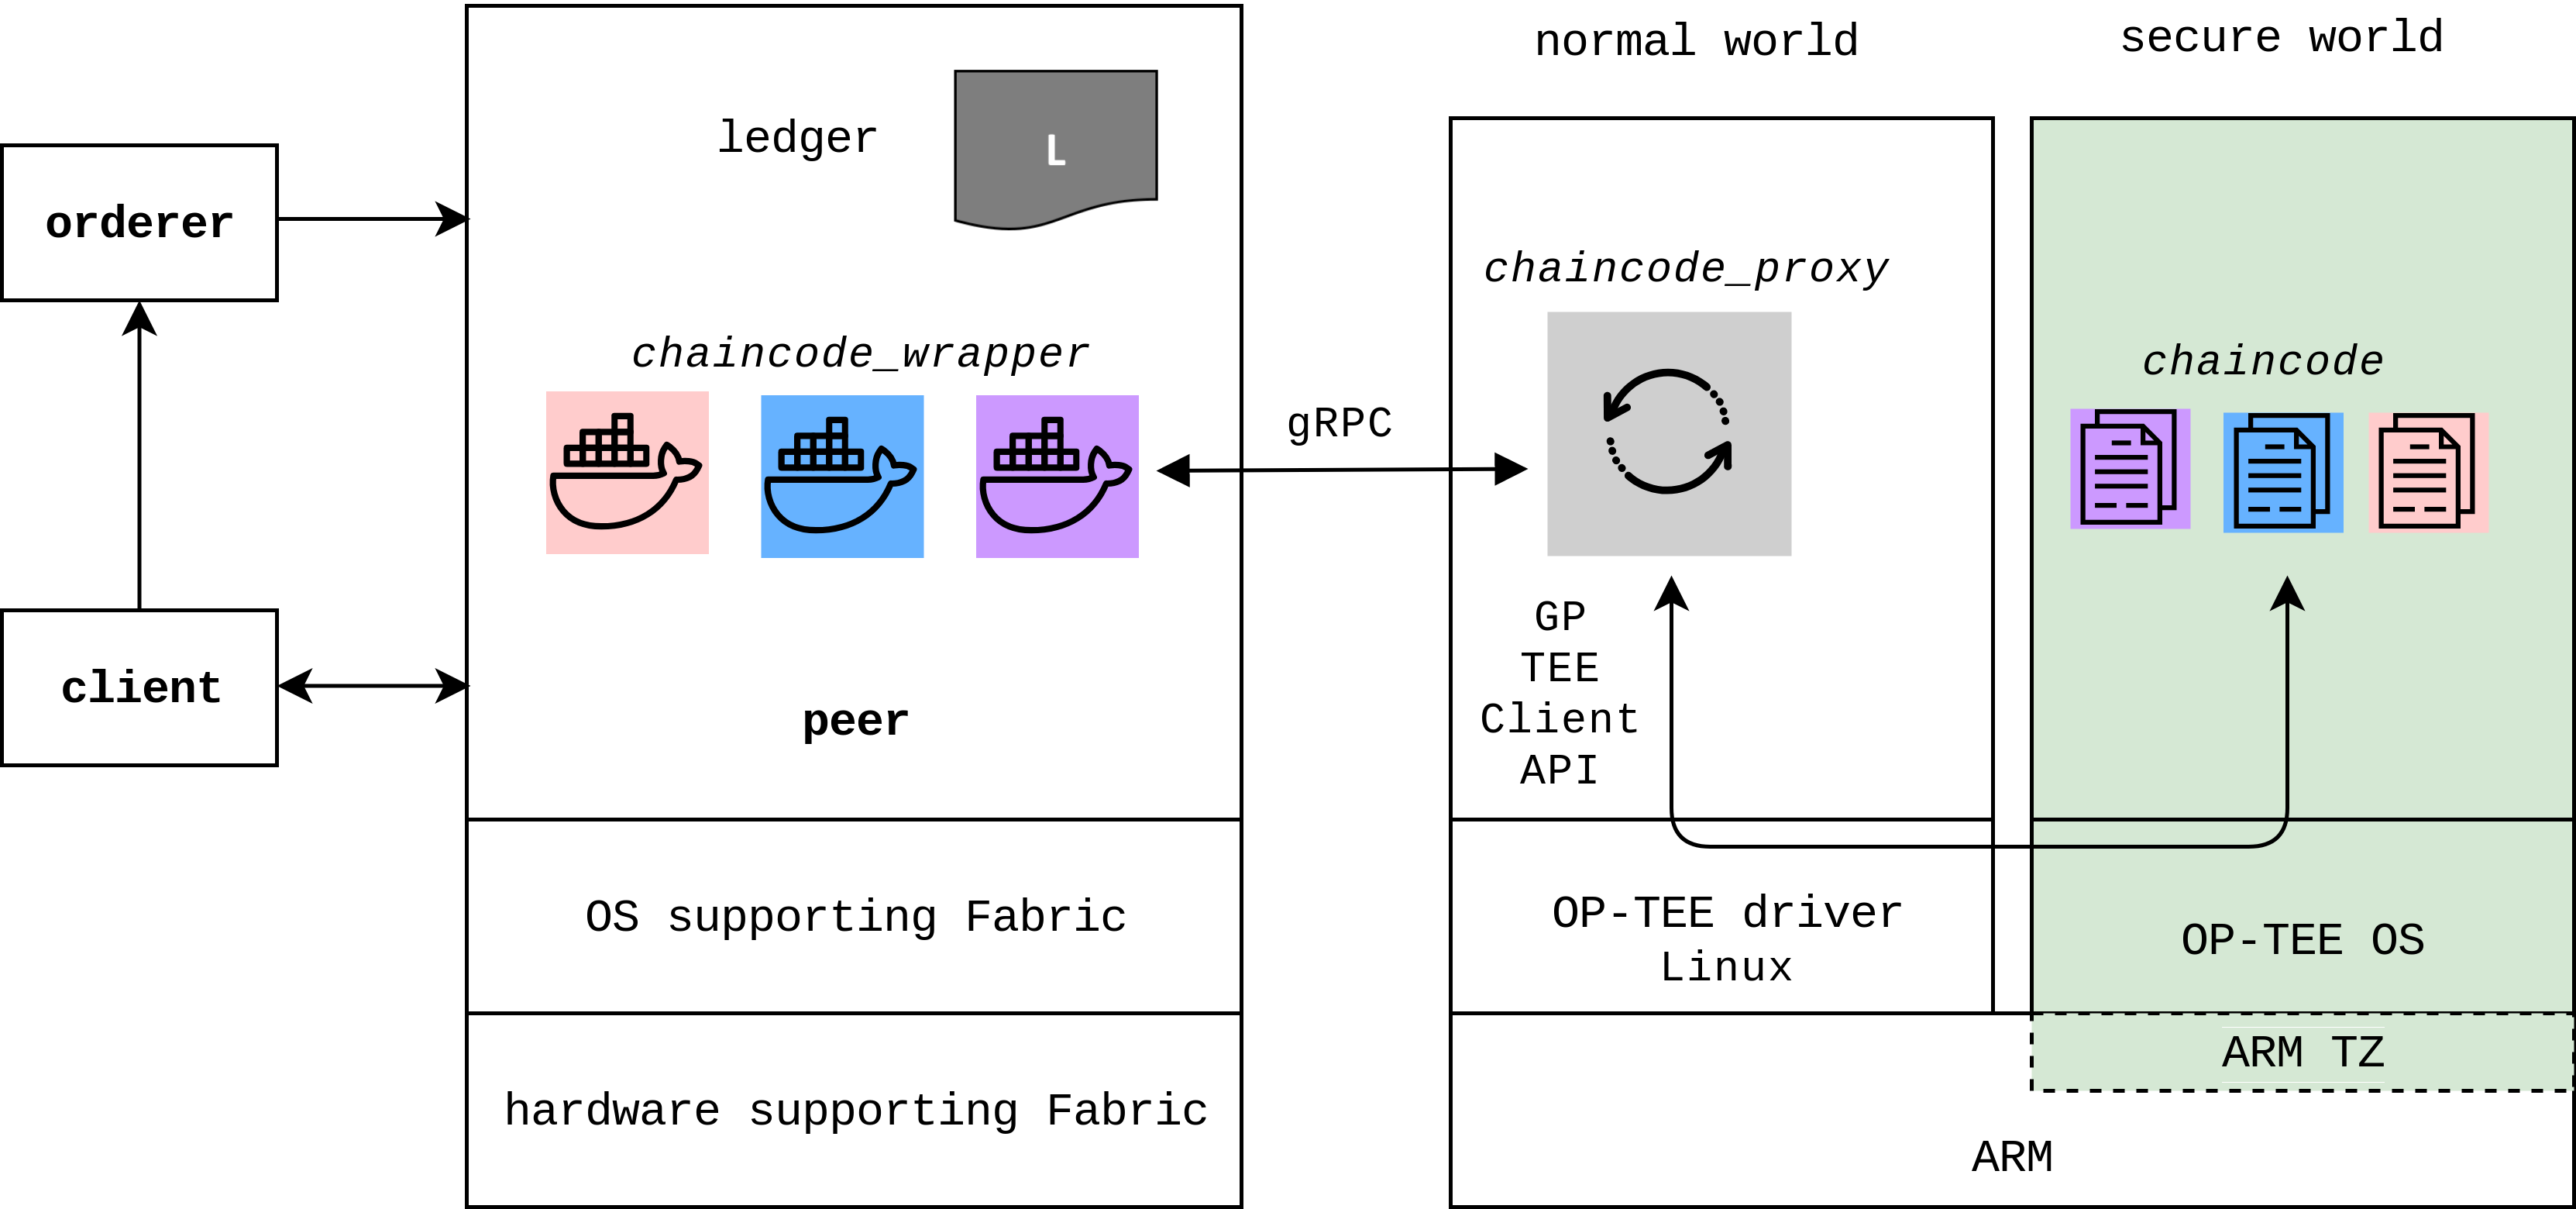 normal world
secure world
ledger
L
orderer
chaincode_proxy
chaincode_wrapper
chaincode
gRPC
GP
TEE
Client
API
client
peer
OS supporting Fabric
OP-TEE driver
Linux
OP-TEE OS
ARM TZ
hardware supporting Fabric
ARM